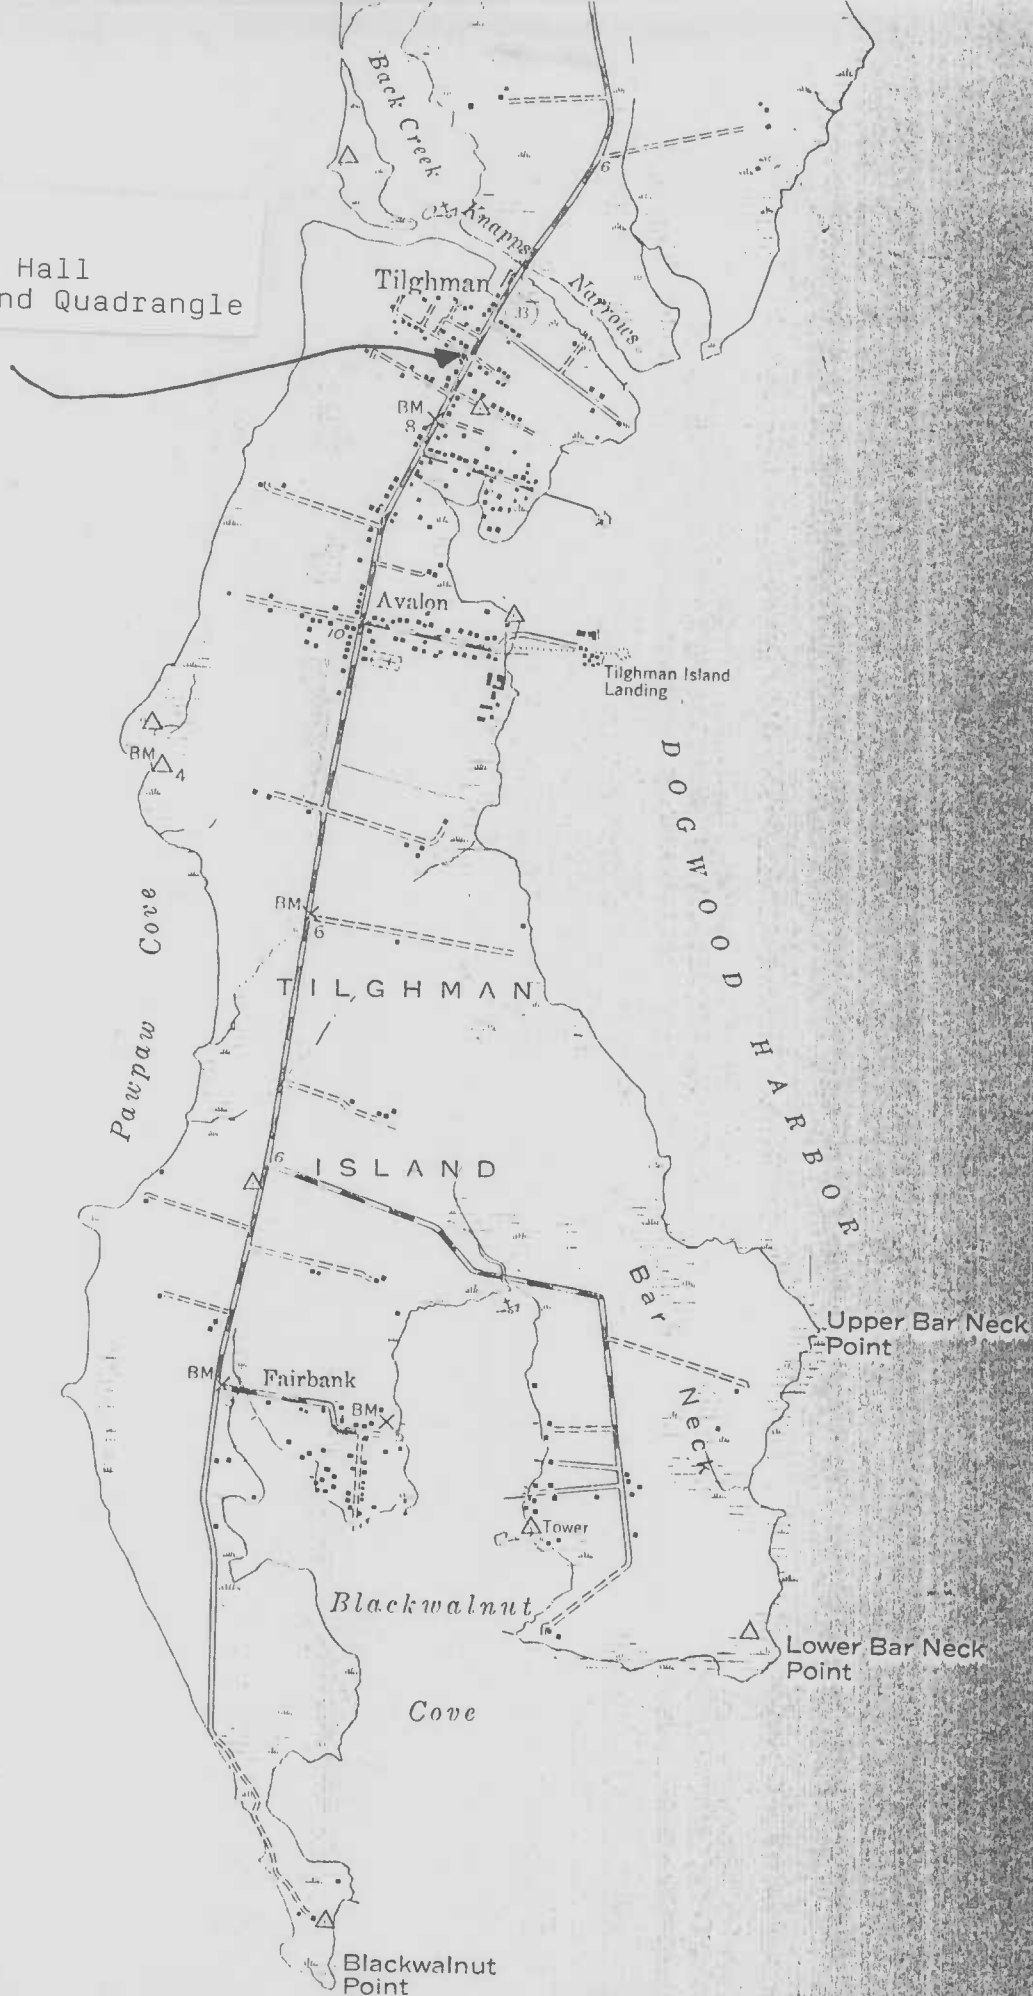 Back Creek
6
Knapps
Narrows
Hall
nd Quadrangle
Tilghman
BM
8
Avalon
10
Tilghman Island
Landing
BM
4
DOGWOOD HARBOR
Pawpaw Cove
BM
6
TILGHMAN
ISLAND
6
Bar Neck
Upper Bar Neck
Point
BM
Fairbank
BM
Tower
Blackwalnut
Cove
Lower Bar Neck
Point
Blackwalnut
Point